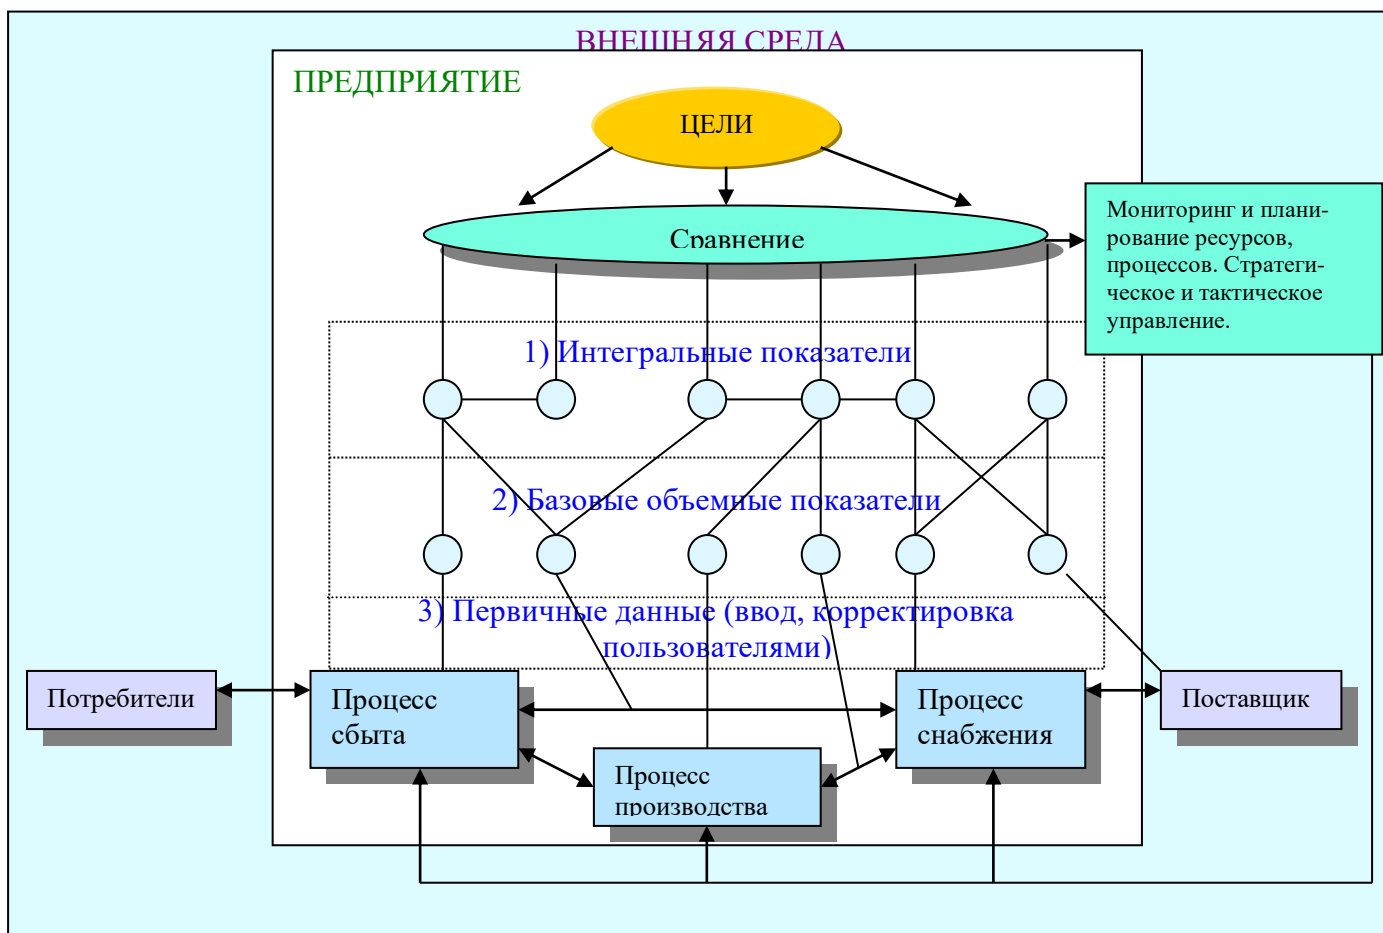 ВНЕШНЯЯ СРЕДА
ПРЕДПРИЯТИЕ
ЦЕЛИ
Сравнение
Мониторинг и плани-
рование ресурсов,
процессов. Стратеги-
ческое и тактическое
управление.
1) Интегральные показатели
2) Базовые объемные показатели
3) Первичные данные (ввод, корректировка
пользователями)
Потребители
Процесс
сбыта
Процесс
производства
Процесс
снабжения
Поставщик